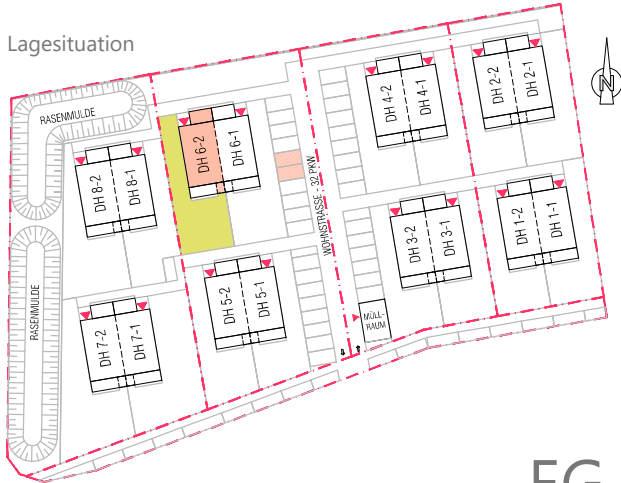 Lagesituation
N
RASENMULDE
RASENMULDE
DH 8-2
DH 8-1
DH 6-2
DH 6-1
DH 4-2
DH 4-1
DH 2-2
DH 2-1
WOHNSTRASSE - 32 PKW
DH 7-2
DH 7-1
DH 5-2
DH 5-1
DH 3-2
DH 3-1
DH 1-2
DH 1-1
MÜLL-
RAUM
EG